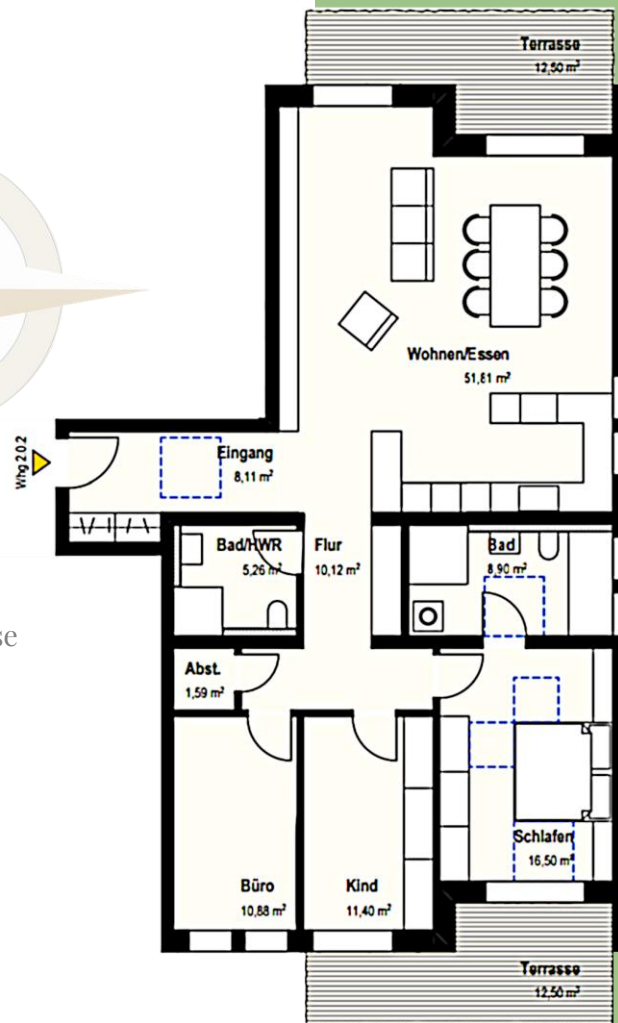 Terrasse
12,50 m²
Wohnen/Essen
51,81 m²
Whg 2.02
Eingang
8,11 m²
Bad/HWR
5,26 m²
Flur
10,12 m²
Bad
8,90 m²
se
Abst.
1,59 m²
Schlafen
16,50 m²
Büro
10,88 m²
Kind
11,40 m²
Terrasse
12,50 m²